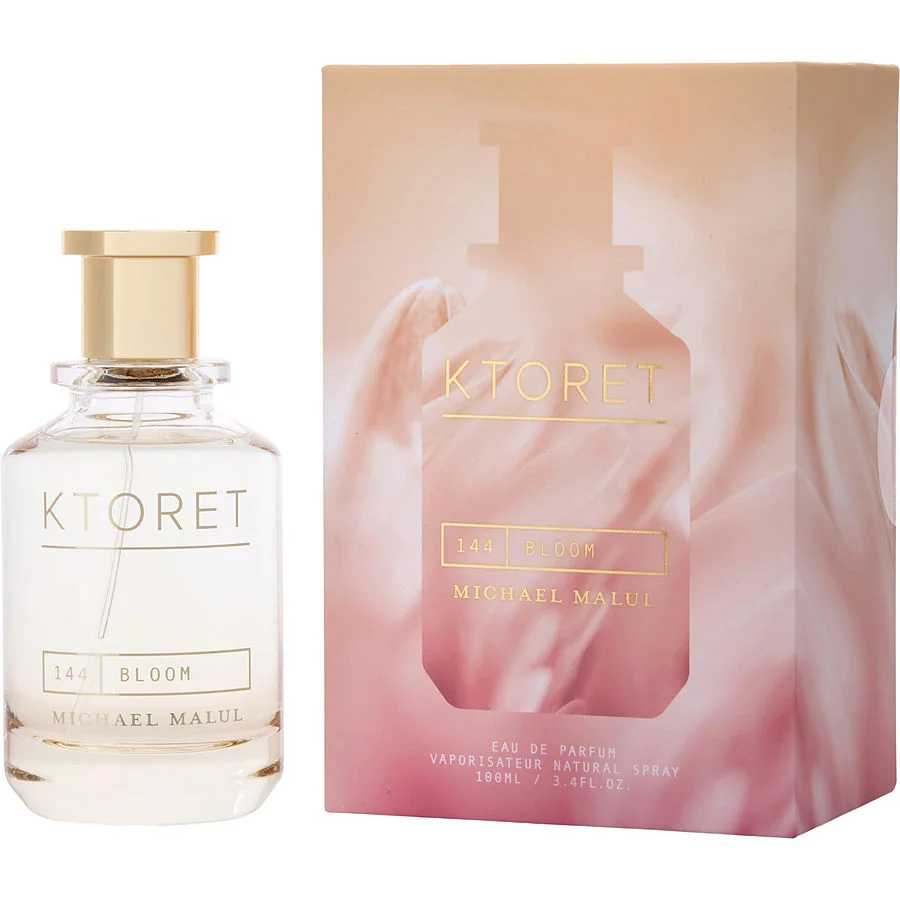 KTORET
144 BLOOM
MICHAEL MALUL
KTORET
144 BLOOM
MICHAEL MALUL
EAU DE PARFUM
VAPORISATEUR NATURAL SPRAY
100ML / 3.4FL.OZ.